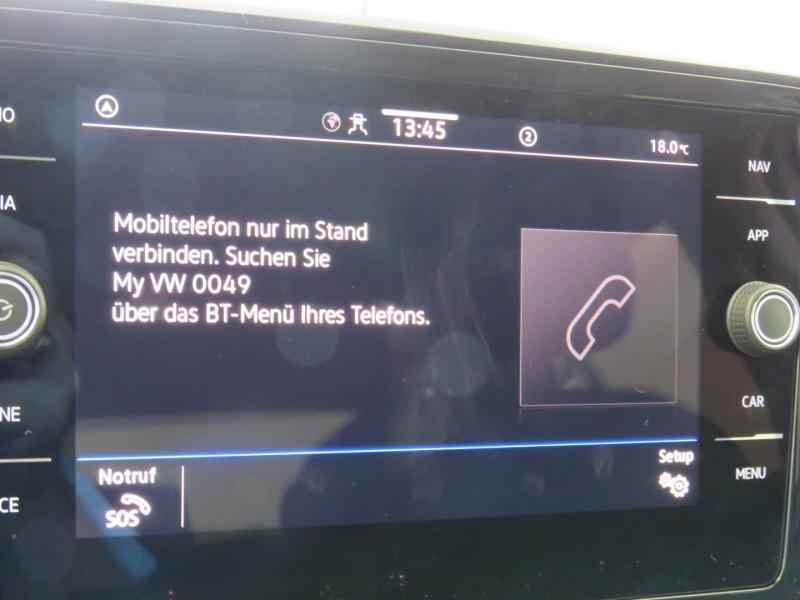 13:45
2
18.0°C
NAV
APP
Mobiltelefon nur im Stand
verbinden. Suchen Sie
My VW 0049
über das BT-Menü Ihres Telefons.
CAR
MENU
Notruf
SOS
Setup